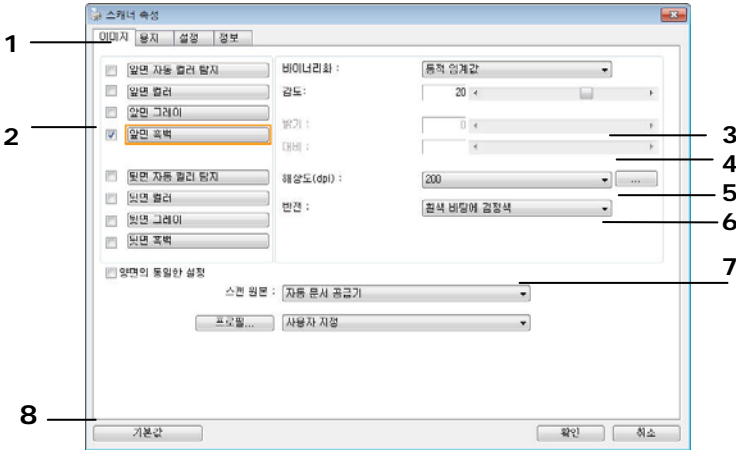 스캐너 속성
이미지 용지 설정 정보
1
앞면 자동 컬러 탐지
앞면 컬러
앞면 그레이
앞면 흑백
2
뒷면 자동 컬러 탐지
뒷면 컬러
뒷면 그레이
뒷면 흑백
바이너리화 : 동적 임계값
감도: 20
밝기 : 0
대비 :
3
4
해상도(dpi) : 200 ...
5
반전 : 흰색 바탕에 검정색
6
양면의 동일한 설정
7
스캔 원본 : 자동 문서 공급기
프로필... 사용자 지정
8
기본값 확인 취소